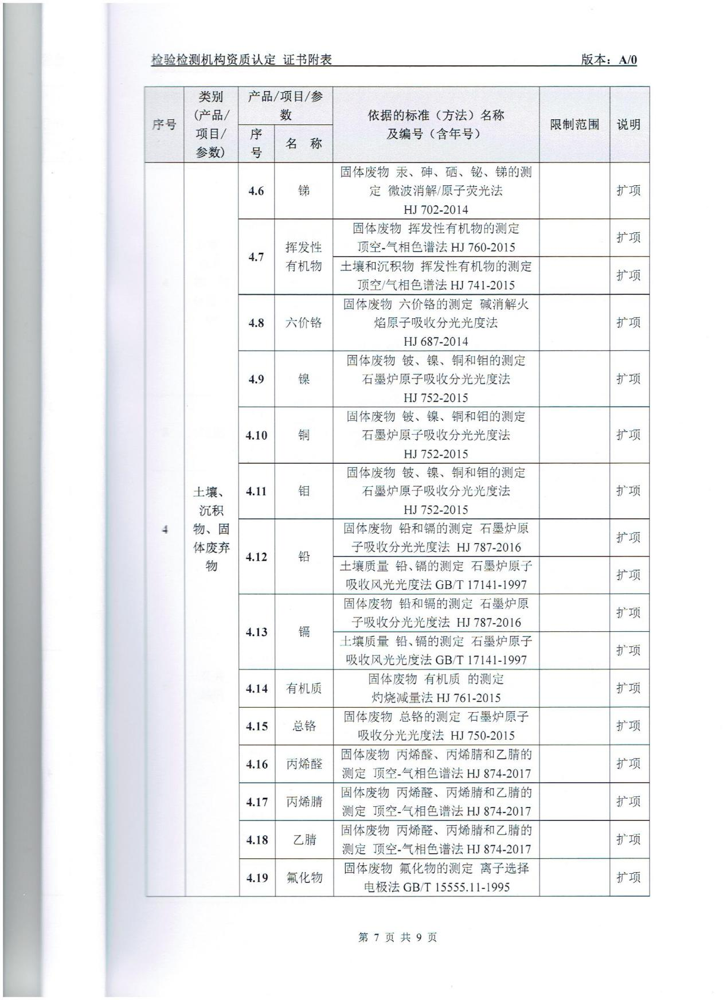 检验检测机构资质认定 证书附表 版本：A/0
序号
类别
(产品/
项目/
参数)
产品/项目/参
数
序
号
名 称
依据的标准（方法）名称
及编号（含年号）
限制范围
说明
4
土壤、
沉积
物、固
体废弃
物
4.6
锑
固体废物 汞、砷、硒、铋、锑的测
定 微波消解/原子荧光法
HJ 702-2014
扩项
4.7
挥发性
有机物
固体废物 挥发性有机物的测定
顶空-气相色谱法 HJ 760-2015
扩项
土壤和沉积物 挥发性有机物的测定
顶空/气相色谱法 HJ 741-2015
扩项
4.8
六价铬
固体废物 六价铬的测定 碱消解火
焰原子吸收分光光度法
HJ 687-2014
扩项
4.9
镍
固体废物 铍、镍、铜和钼的测定
石墨炉原子吸收分光光度法
HJ 752-2015
扩项
4.10
铜
固体废物 铍、镍、铜和钼的测定
石墨炉原子吸收分光光度法
HJ 752-2015
扩项
4.11
钼
固体废物 铍、镍、铜和钼的测定
石墨炉原子吸收分光光度法
HJ 752-2015
扩项
4.12
铅
固体废物 铅和镉的测定 石墨炉原
子吸收分光光度法 HJ 787-2016
扩项
土壤质量 铅、镉的测定 石墨炉原子
吸收风光光度法 GB/T 17141-1997
扩项
4.13
镉
固体废物 铅和镉的测定 石墨炉原
子吸收分光光度法 HJ 787-2016
扩项
土壤质量 铅、镉的测定 石墨炉原子
吸收风光光度法 GB/T 17141-1997
扩项
4.14
有机质
固体废物 有机质 的测定
灼烧减量法 HJ 761-2015
扩项
4.15
总铬
固体废物 总铬的测定 石墨炉原子
吸收分光光度法 HJ 750-2015
扩项
4.16
丙烯醛
固体废物 丙烯醛、丙烯腈和乙腈的
测定 顶空-气相色谱法 HJ 874-2017
扩项
4.17
丙烯腈
固体废物 丙烯醛、丙烯腈和乙腈的
测定 顶空-气相色谱法 HJ 874-2017
扩项
4.18
乙腈
固体废物 丙烯醛、丙烯腈和乙腈的
测定 顶空-气相色谱法 HJ 874-2017
扩项
4.19
氟化物
固体废物 氟化物的测定 离子选择
电极法 GB/T 15555.11-1995
扩项
第 7 页 共 9 页